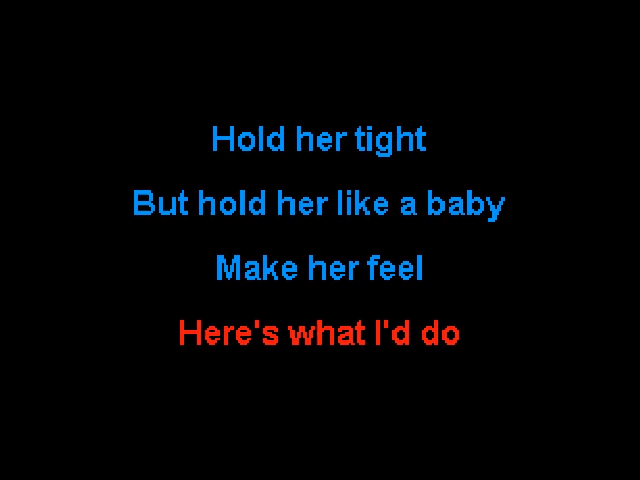 Hold her tight
But hold her like a baby
Make her feel
Here's what I'd do